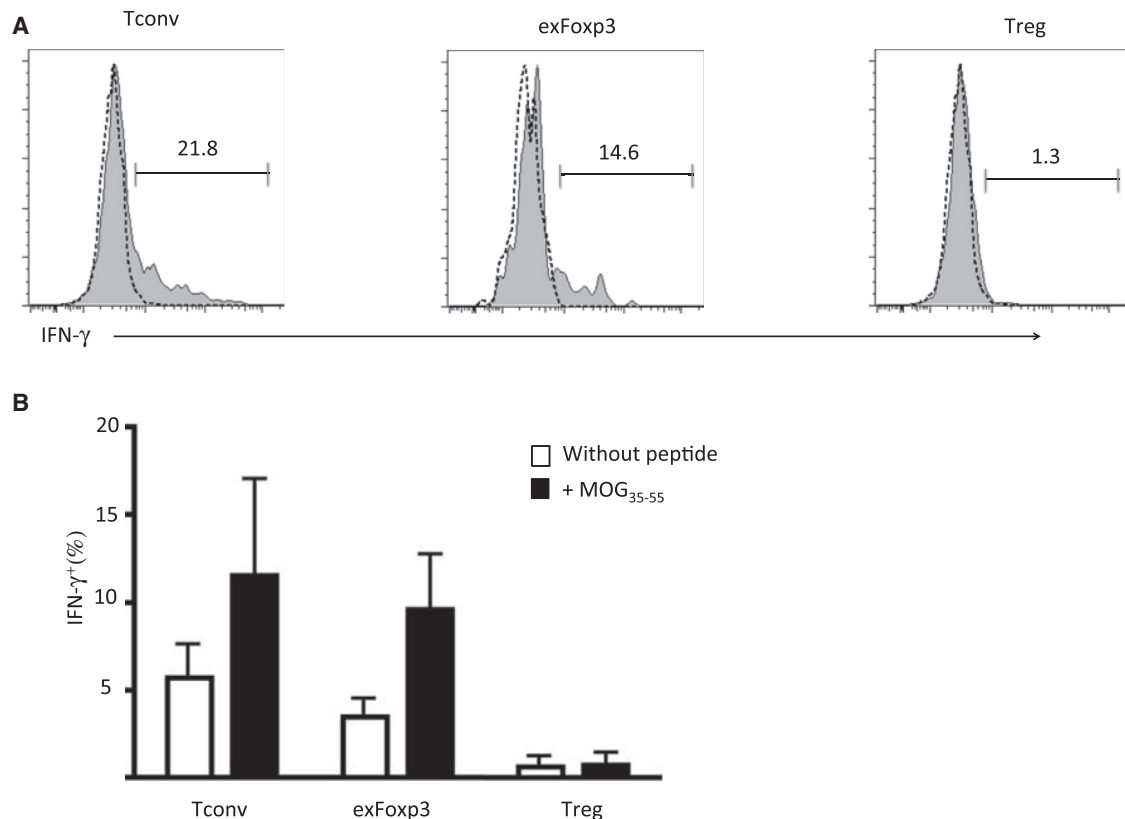 A
Tconv
exFoxp3
Treg
21.8
14.6
1.3
IFN-γ
B
20
15
10
5
IFN-γ⁺(%)
Without peptide
+ MOG₃₅₋₅₅
Tconv
exFoxp3
Treg